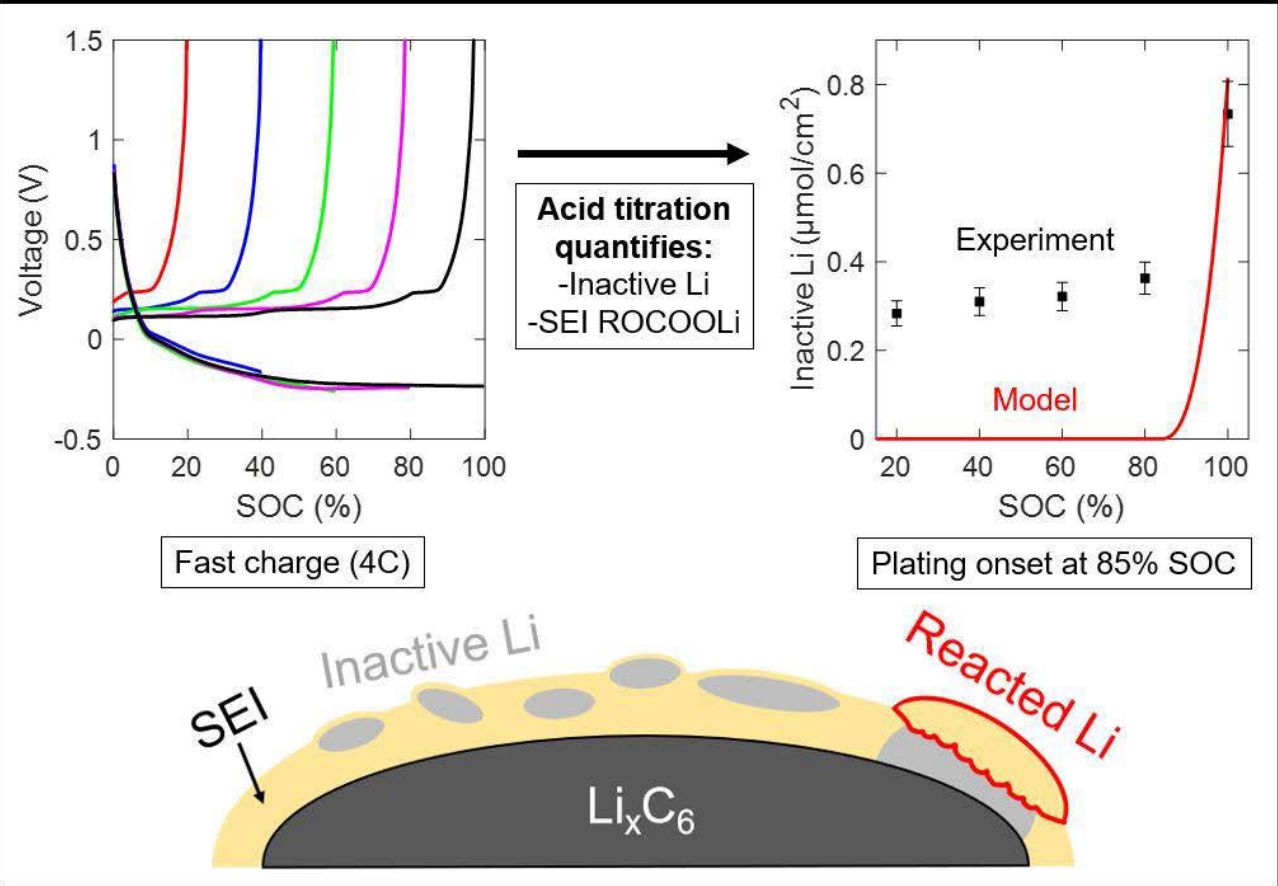 1.5
1
0.5
0
-0.5
Voltage (V)
0 20 40 60 80 100
SOC (%)
Fast charge (4C)
Acid titration
quantifies:
-Inactive Li
-SEI ROCOOLi
0.8
0.6
0.4
0.2
0
Inactive Li (μmol/cm²)
Experiment
Model
20 40 60 80 100
SOC (%)
Plating onset at 85% SOC
Inactive Li
SEI
Reacted Li
LiₓC₆